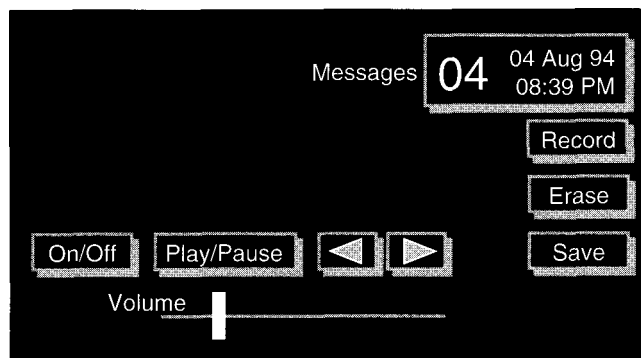 Messages
04
04 Aug 94
08:39 PM
Record
Erase
On/Off
Play/Pause
Save
Volume